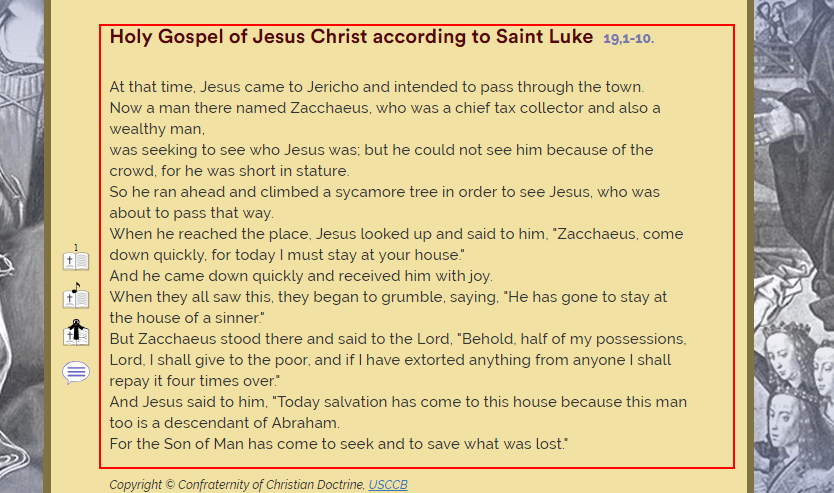 Holy Gospel of Jesus Christ according to Saint Luke 19,1-10.
At that time, Jesus came to Jericho and intended to pass through the town.
Now a man there named Zacchaeus, who was a chief tax collector and also a
wealthy man,
was seeking to see who Jesus was; but he could not see him because of the
crowd, for he was short in stature.
So he ran ahead and climbed a sycamore tree in order to see Jesus, who was
about to pass that way.
When he reached the place, Jesus looked up and said to him, "Zacchaeus, come
down quickly, for today I must stay at your house."
And he came down quickly and received him with joy.
When they all saw this, they began to grumble, saying, "He has gone to stay at
the house of a sinner."
But Zacchaeus stood there and said to the Lord, "Behold, half of my possessions,
Lord, I shall give to the poor, and if I have extorted anything from anyone I shall
repay it four times over."
And Jesus said to him, "Today salvation has come to this house because this man
too is a descendant of Abraham.
For the Son of Man has come to seek and to save what was lost."
1
Copyright © Confraternity of Christian Doctrine, USCCB